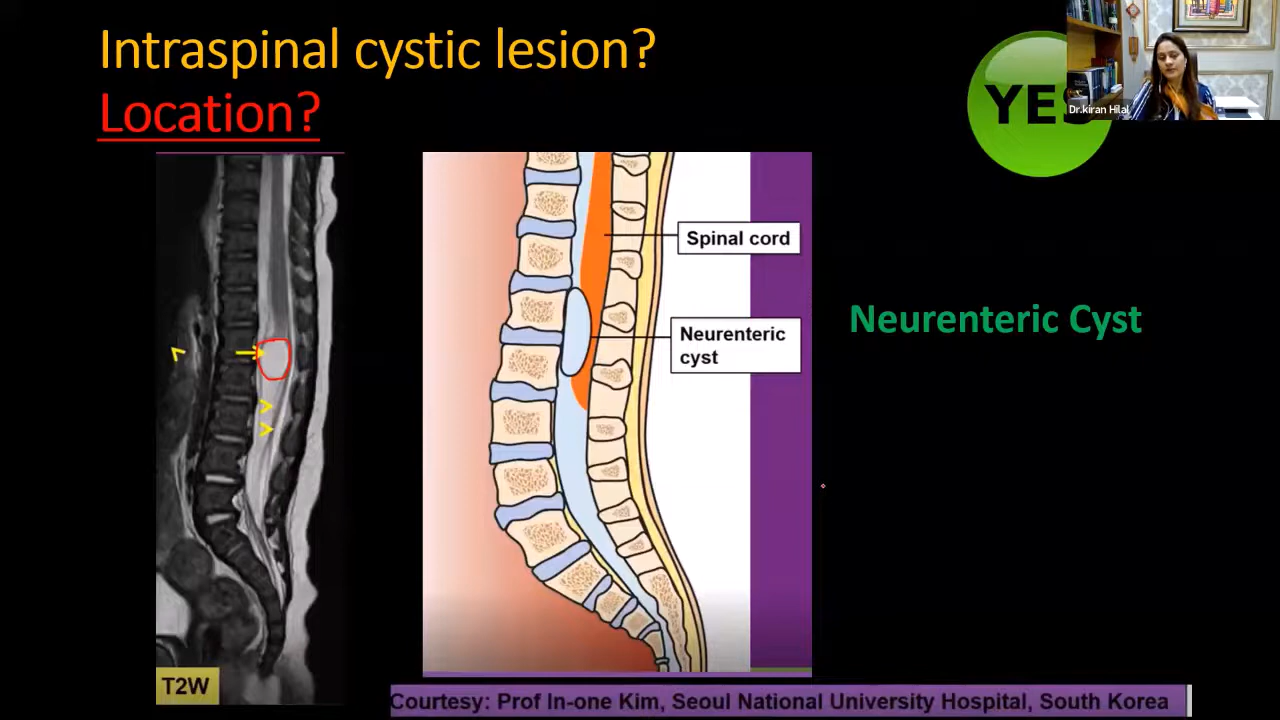 Intraspinal cystic lesion?
Location?
YES
Dr.kiran Hilal
Spinal cord
Neurenteric
cyst
Neurenteric Cyst
T2W
Courtesy: Prof In-one Kim, Seoul National University Hospital, South Korea